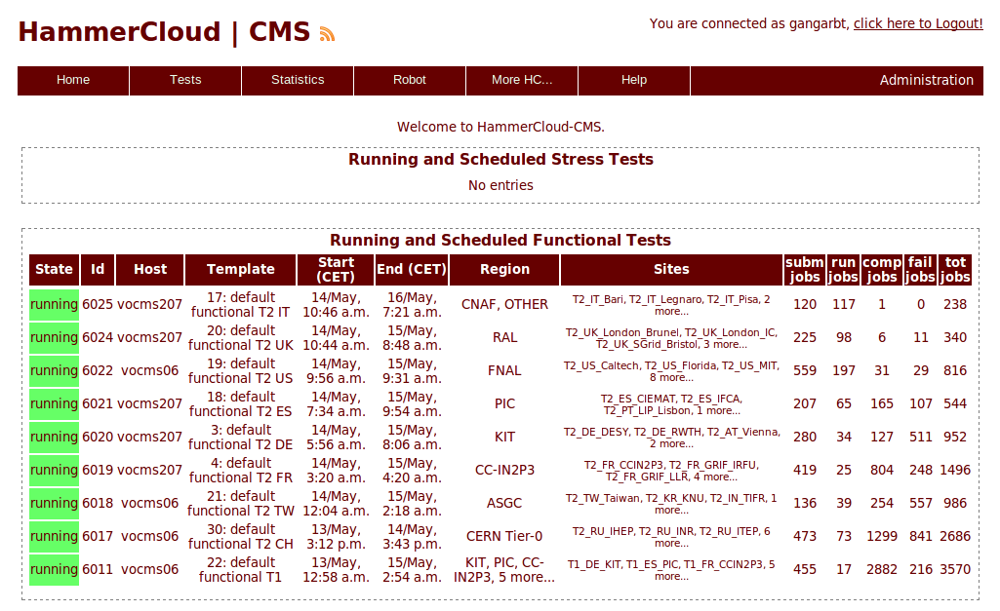 HammerCloud | CMS
You are connected as gangarbt, click here to Logout!
Home Tests Statistics Robot More HC... Help Administration
Welcome to HammerCloud-CMS.
Running and Scheduled Stress Tests
No entries
Running and Scheduled Functional Tests
State Id Host Template Start (CET) End (CET) Region Sites subm jobs run jobs comp jobs fail jobs tot jobs
running 6025 vocms207 17: default functional T2 IT 14/May, 10:46 a.m. 16/May, 7:21 a.m. CNAF, OTHER T2_IT_Bari, T2_IT_Legnaro, T2_IT_Pisa, 2 more... 120 117 1 0 238
running 6024 vocms207 20: default functional T2 UK 14/May, 10:44 a.m. 15/May, 8:48 a.m. RAL T2_UK_London_Brunel, T2_UK_London_IC, T2_UK_SGrid_Bristol, 3 more... 225 98 6 11 340
running 6022 vocms06 19: default functional T2 US 14/May, 9:56 a.m. 15/May, 9:31 a.m. FNAL T2_US_Caltech, T2_US_Florida, T2_US_MIT, 8 more... 559 197 31 29 816
running 6021 vocms207 18: default functional T2 ES 14/May, 7:34 a.m. 15/May, 9:54 a.m. PIC T2_ES_CIEMAT, T2_ES_IFCA, T2_PT_LIP_Lisbon, 1 more... 207 65 165 107 544
running 6020 vocms207 3: default functional T2 DE 14/May, 5:56 a.m. 15/May, 8:06 a.m. KIT T2_DE_DESY, T2_DE_RWTH, T2_AT_Vienna, 2 more... 280 34 127 511 952
running 6019 vocms207 4: default functional T2 FR 14/May, 3:20 a.m. 15/May, 4:20 a.m. CC-IN2P3 T2_FR_CCIN2P3, T2_FR_GRIF_IRFU, T2_FR_GRIF_LLR, 4 more... 419 25 804 248 1496
running 6018 vocms06 21: default functional T2 TW 14/May, 12:04 a.m. 15/May, 2:18 a.m. ASGC T2_TW_Taiwan, T2_KR_KNU, T2_IN_TIFR, 1 more... 136 39 254 557 986
running 6017 vocms06 30: default functional T2 CH 13/May, 3:12 p.m. 14/May, 3:43 p.m. CERN Tier-0 T2_RU_IHEP, T2_RU_INR, T2_RU_ITEP, 6 more... 473 73 1299 841 2686
running 6011 vocms06 22: default functional T1 13/May, 12:58 a.m. 15/May, 2:54 a.m. KIT, PIC, CC-IN2P3, 5 more... T1_DE_KIT, T1_ES_PIC, T1_FR_CCIN2P3, 5 more... 455 17 2882 216 3570